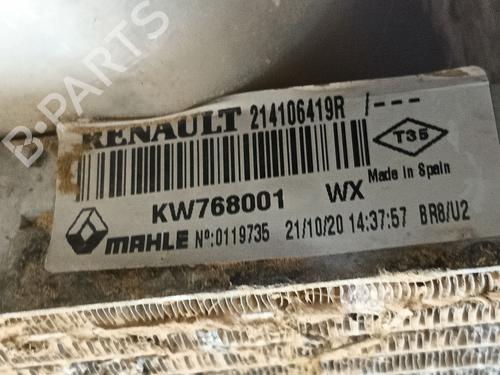 B-PARTS
RENAULT 214106419R /---
T35
KW768001 WX Made in Spain
MAHLE Nº:0119735 21/10/20 14:37:57 BR8/U2